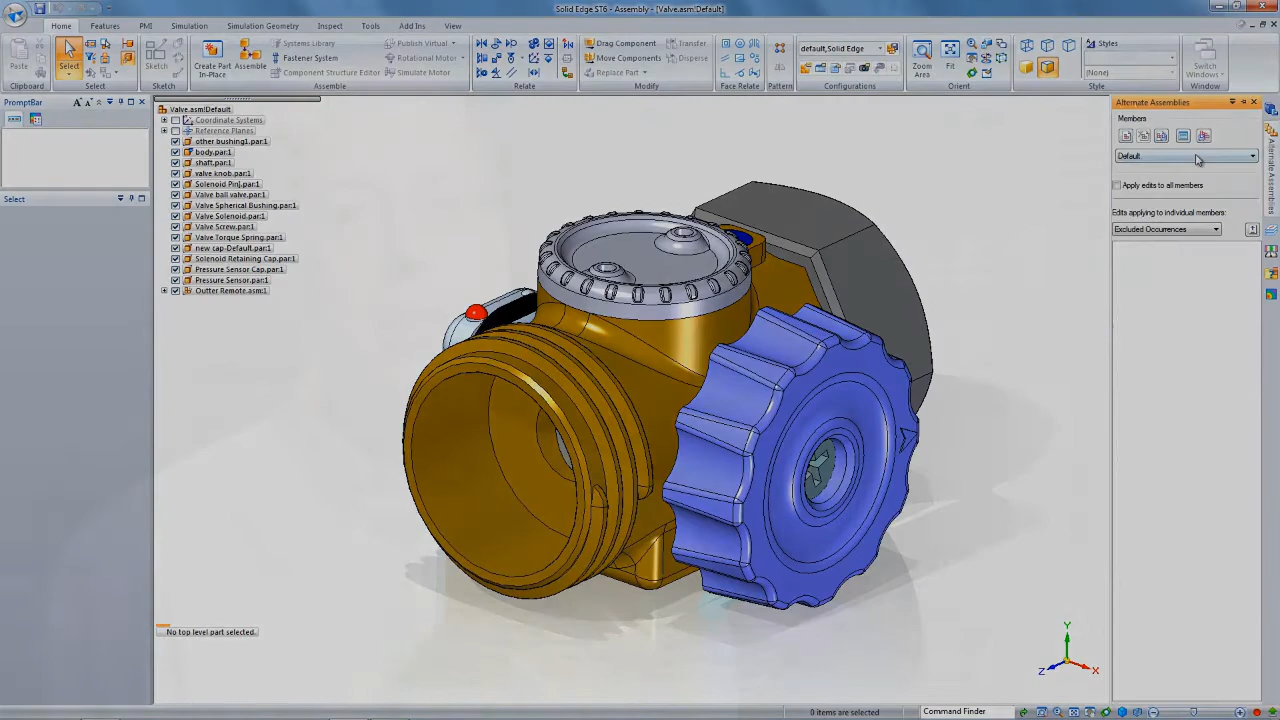 Solid Edge ST6 - Assembly - [Valve.asm:Default]
Home Features PMI Simulation Simulation Geometry Inspect Tools Add Ins View
Paste
Clipboard
Select
Select
Sketch
Sketch
Create Part In-Place
Assembly
Systems Library
Fastener System
Component Structure Editor
Publish Virtual
Rotational Motor
Simulate Motor
Assemble
Relate
Drag Component
Move Components
Replace Part
Transfer
Disperse
Modify
Face Relate
Pattern
default,Solid Edge
Configurations
Zoom Area
Fit
Orient
Styles
(None)
Style
Switch Windows
Window
PromptBar
Select
Valve.asm!Default
Coordinate Systems
Reference Planes
other bushing1.par:1
body.par:1
shaft.par:1
valve knob.par:1
Solenoid Pin].par:1
Valve ball valve.par:1
Valve Spherical Bushing.par:1
Valve Solenoid.par:1
Valve Screw.par:1
Valve Torque Spring.par:1
new cap-Default.par:1
Solenoid Retaining Cap.par:1
Pressure Sensor Cap.par:1
Pressure Sensor.par:1
Outter Remote.asm:1
No top level part selected.
Y
Z
X
Alternate Assemblies
Members
Default
Apply edits to all members
Edits applying to individual members:
Excluded Occurrences
Alternate Assemblies
0 items are selected
Command Finder